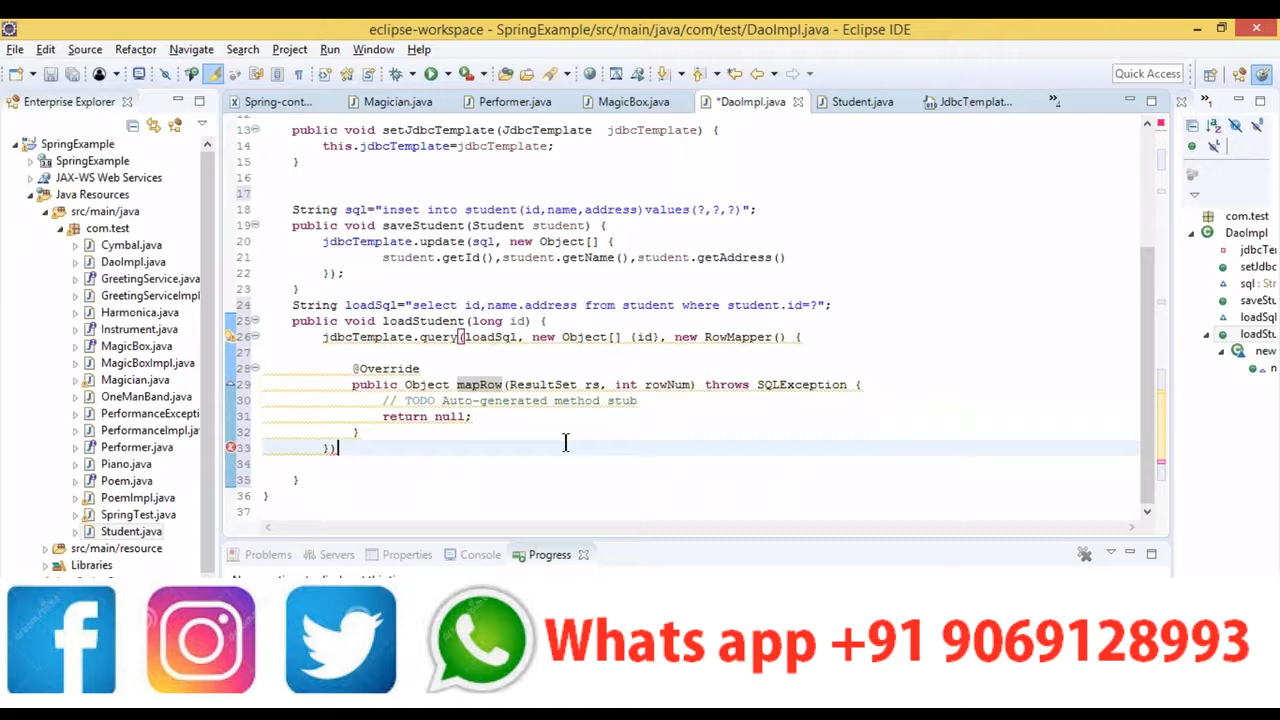 eclipse-workspace - SpringExample/src/main/java/com/test/DaoImpl.java - Eclipse IDE
File Edit Source Refactor Navigate Search Project Run Window Help
Quick Access
Enterprise Explorer
Spring-cont... Magician.java Performer.java MagicBox.java *DaoImpl.java Student.java JdbcTemplat...
SpringExample
SpringExample
JAX-WS Web Services
Java Resources
src/main/java
com.test
Cymbal.java
DaoImpl.java
GreetingService.java
GreetingServiceImpl
Harmonica.java
Instrument.java
MagicBox.java
MagicBoxImpl.java
Magician.java
OneManBand.java
PerformanceExcepti
PerformanceImpl.jav
Performer.java
Piano.java
Poem.java
PoemImpl.java
SpringTest.java
Student.java
src/main/resource
Libraries
13 public void setJdbcTemplate(JdbcTemplate jdbcTemplate) {
14 this.jdbcTemplate=jdbcTemplate;
15 }
16
17
18 String sql="inset into student(id,name,address)values(?,?,?)";
19 public void saveStudent(Student student) {
20 jdbcTemplate.update(sql, new Object[] {
21 student.getId(),student.getName(),student.getAddress()
22 });
23 }
24 String loadSql="select id,name.address from student where student.id=?";
25 public void loadStudent(long id) {
26 jdbcTemplate.query(loadSql, new Object[] {id}, new RowMapper() {
28 @Override
29 public Object mapRow(ResultSet rs, int rowNum) throws SQLException {
30 // TODO Auto-generated method stub
31 return null;
32 }
33 })
34
35 }
36 }
37
com.test
DaoImpl
jdbcTe
setJdb
sql : Str
saveStu
loadSql
loadStu
new
Problems Servers Properties Console Progress
Whats app +91 9069128993